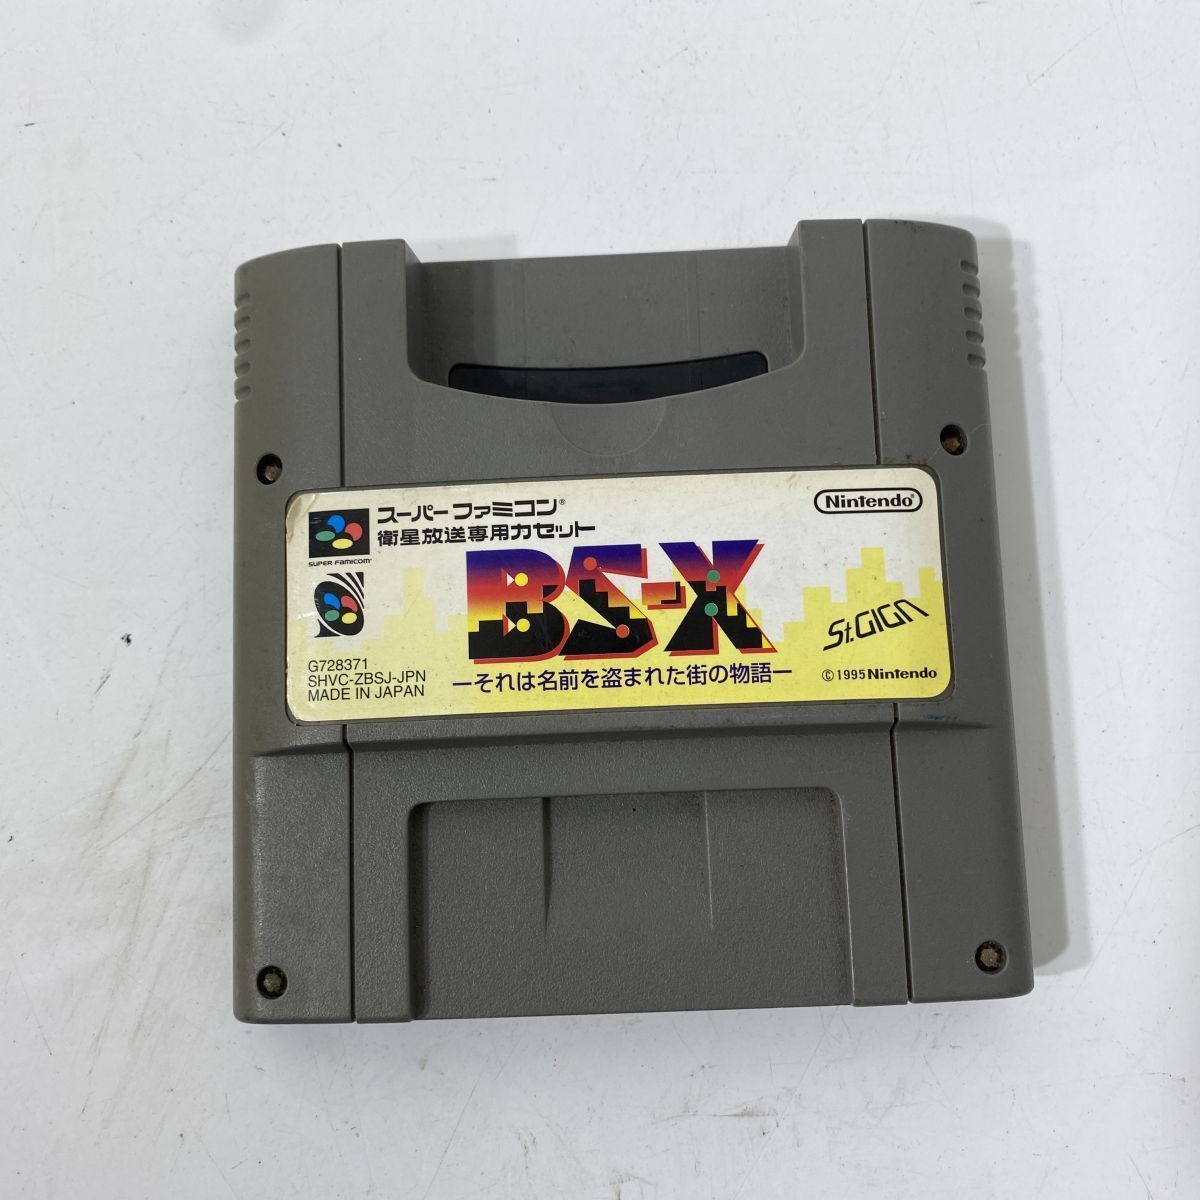 スーパーファミコン®
衛星放送専用カセット
Nintendo®
SUPER FAMICOM™
BS-X
St.GIGA
G728371
SHVC-ZBSJ-JPN
MADE IN JAPAN
—それは名前を盗まれた街の物語—
© 1995 Nintendo